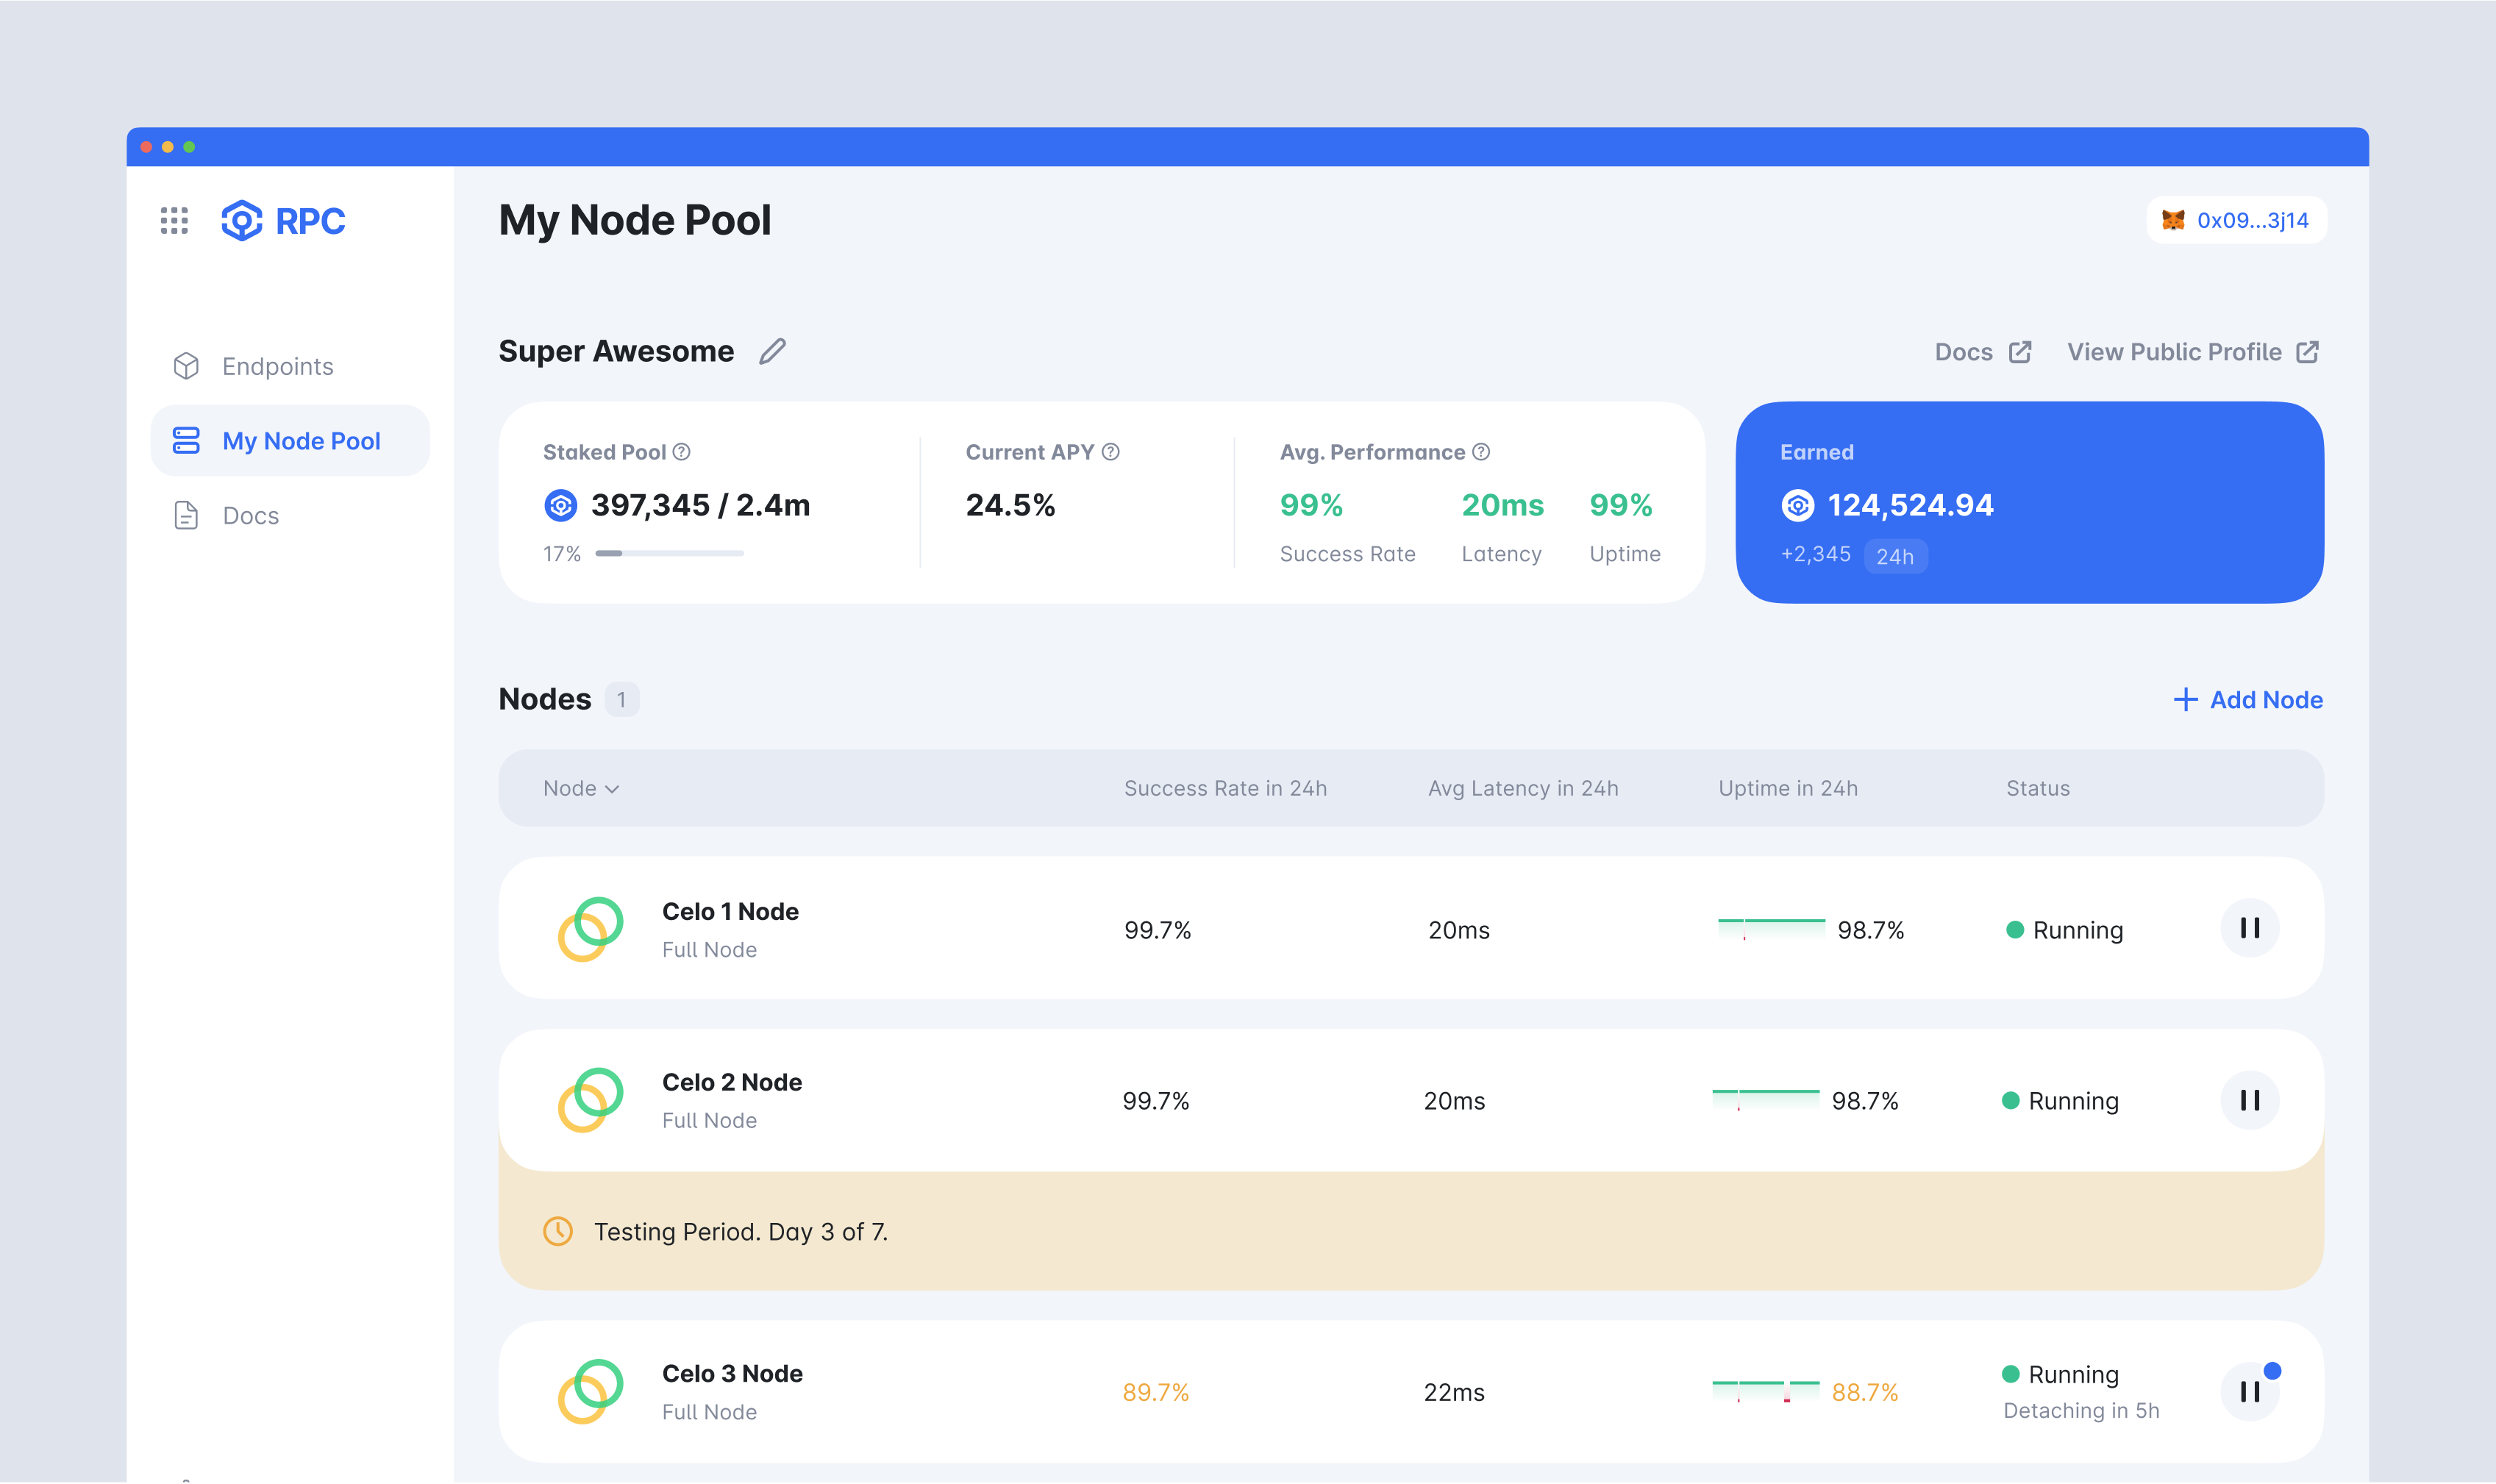 RPC
My Node Pool
0x09...3j14
Endpoints
My Node Pool
Docs
Super Awesome
Docs
View Public Profile
Staked Pool
397,345 / 2.4m
17%
Current APY
24.5%
Avg. Performance
99%
Success Rate
20ms
Latency
99%
Uptime
Earned
124,524.94
+2,345 24h
Nodes 1
Add Node
Node Success Rate in 24h Avg Latency in 24h Uptime in 24h Status
Celo 1 Node
Full Node
99.7% 20ms 98.7% Running
Celo 2 Node
Full Node
99.7% 20ms 98.7% Running
Testing Period. Day 3 of 7.
Celo 3 Node
Full Node
89.7% 22ms 88.7% Running
Detaching in 5h